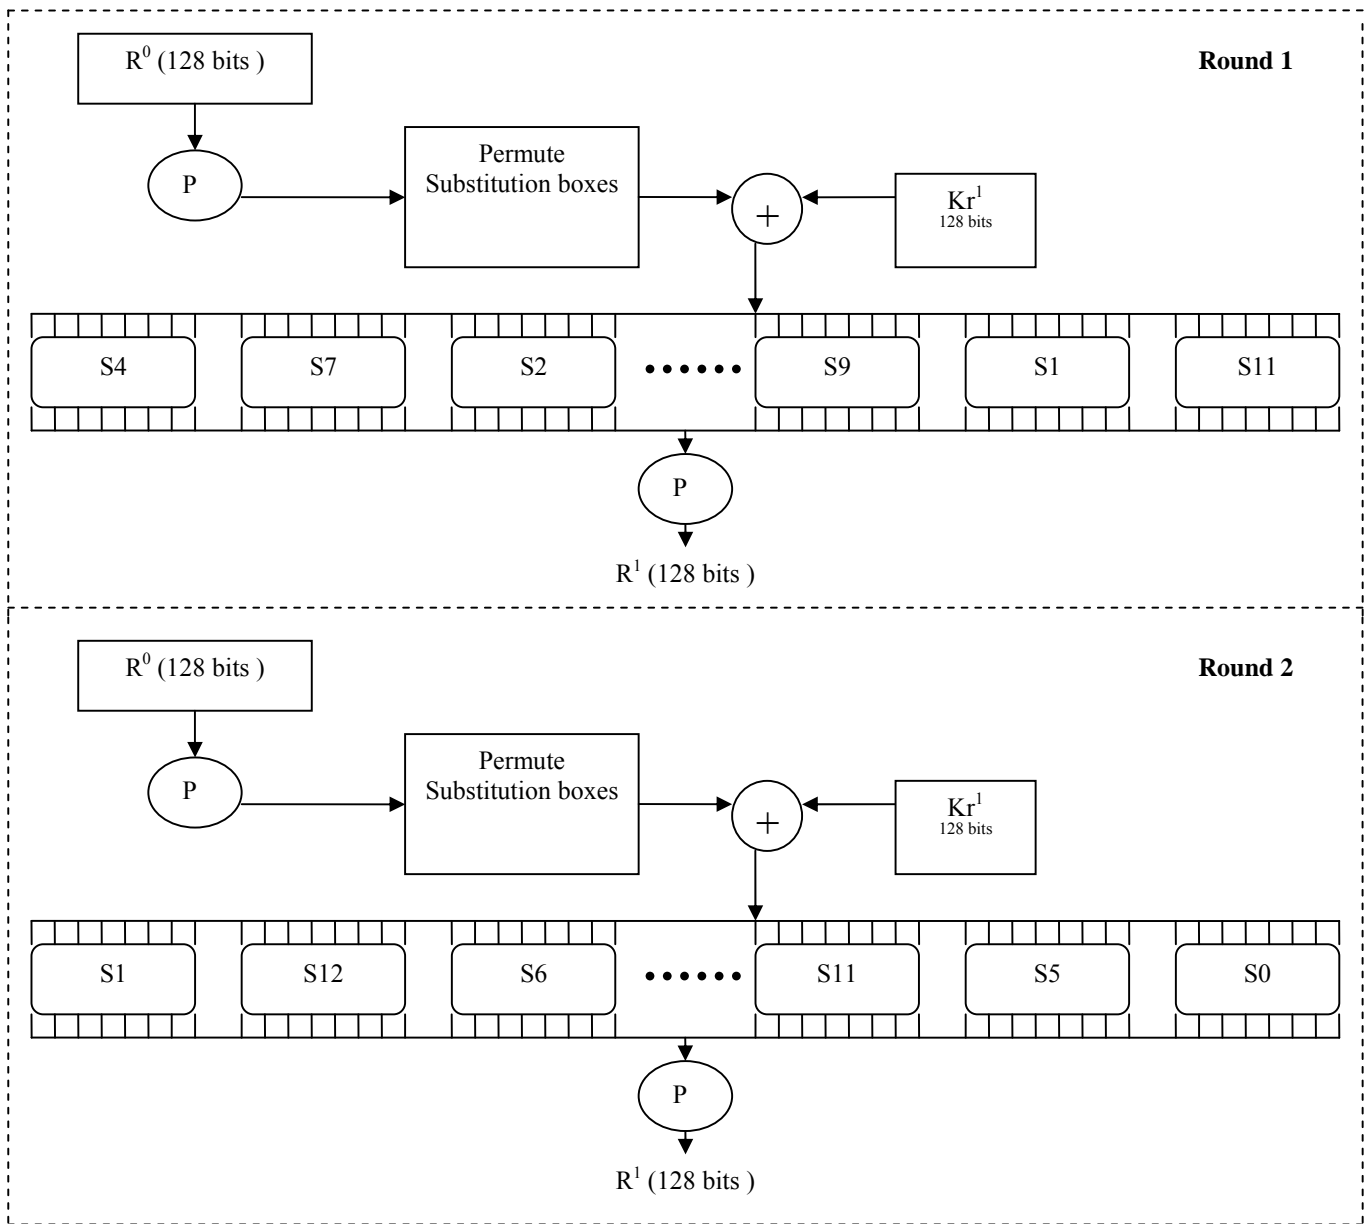 R⁰ (128 bits )
Round 1
P
Permute
Substitution boxes
+
Kr¹
128 bits
S4
S7
S2
••••••
S9
S1
S11
P
R¹ (128 bits )
R⁰ (128 bits )
Round 2
P
Permute
Substitution boxes
+
Kr¹
128 bits
S1
S12
S6
••••••
S11
S5
S0
P
R¹ (128 bits )